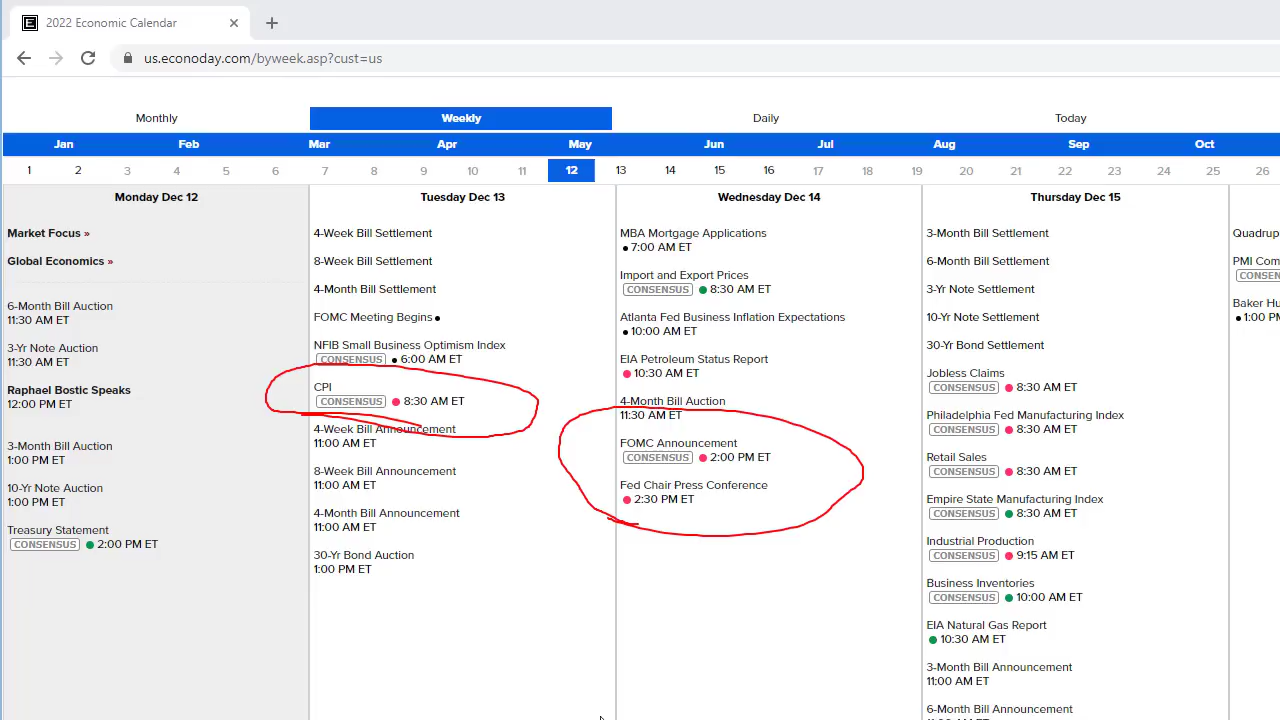 2022 Economic Calendar
us.econoday.com/byweek.asp?cust=us
Monthly Weekly Daily Today
Jan Feb Mar Apr May Jun Jul Aug Sep Oct
1 2 3 4 5 6 7 8 9 10 11 12 13 14 15 16 17 18 19 20 21 22 23 24 25 26
Monday Dec 12
Market Focus »
Global Economics »
6-Month Bill Auction
11:30 AM ET
3-Yr Note Auction
11:30 AM ET
Raphael Bostic Speaks
12:00 PM ET
3-Month Bill Auction
1:00 PM ET
10-Yr Note Auction
1:00 PM ET
Treasury Statement
CONSENSUS 2:00 PM ET
Tuesday Dec 13
4-Week Bill Settlement
8-Week Bill Settlement
4-Month Bill Settlement
FOMC Meeting Begins
NFIB Small Business Optimism Index
CONSENSUS 6:00 AM ET
CPI
CONSENSUS 8:30 AM ET
4-Week Bill Announcement
11:00 AM ET
8-Week Bill Announcement
11:00 AM ET
4-Month Bill Announcement
11:00 AM ET
30-Yr Bond Auction
1:00 PM ET
Wednesday Dec 14
MBA Mortgage Applications
7:00 AM ET
Import and Export Prices
CONSENSUS 8:30 AM ET
Atlanta Fed Business Inflation Expectations
10:00 AM ET
EIA Petroleum Status Report
10:30 AM ET
4-Month Bill Auction
11:30 AM ET
FOMC Announcement
CONSENSUS 2:00 PM ET
Fed Chair Press Conference
2:30 PM ET
Thursday Dec 15
3-Month Bill Settlement
6-Month Bill Settlement
3-Yr Note Settlement
10-Yr Note Settlement
30-Yr Bond Settlement
Jobless Claims
CONSENSUS 8:30 AM ET
Philadelphia Fed Manufacturing Index
CONSENSUS 8:30 AM ET
Retail Sales
CONSENSUS 8:30 AM ET
Empire State Manufacturing Index
CONSENSUS 8:30 AM ET
Industrial Production
CONSENSUS 9:15 AM ET
Business Inventories
CONSENSUS 10:00 AM ET
EIA Natural Gas Report
10:30 AM ET
3-Month Bill Announcement
11:00 AM ET
6-Month Bill Announcement
Quadrup
PMI Com
CONSEN
Baker Hu
1:00 P